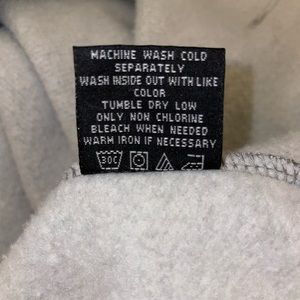 MACHINE WASH COLD
SEPARATELY
WASH INSIDE OUT WITH LIKE
COLOR
TUMBLE DRY LOW
ONLY NON CHLORINE
BLEACH WHEN NEEDED
WARM IRON IF NECESSARY
30C